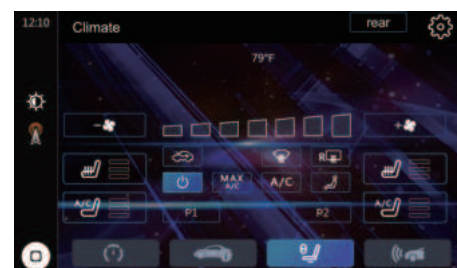 12:10 Climate rear
79°F
R
MAX
A/C A/C
A/C A/C
P1 P2